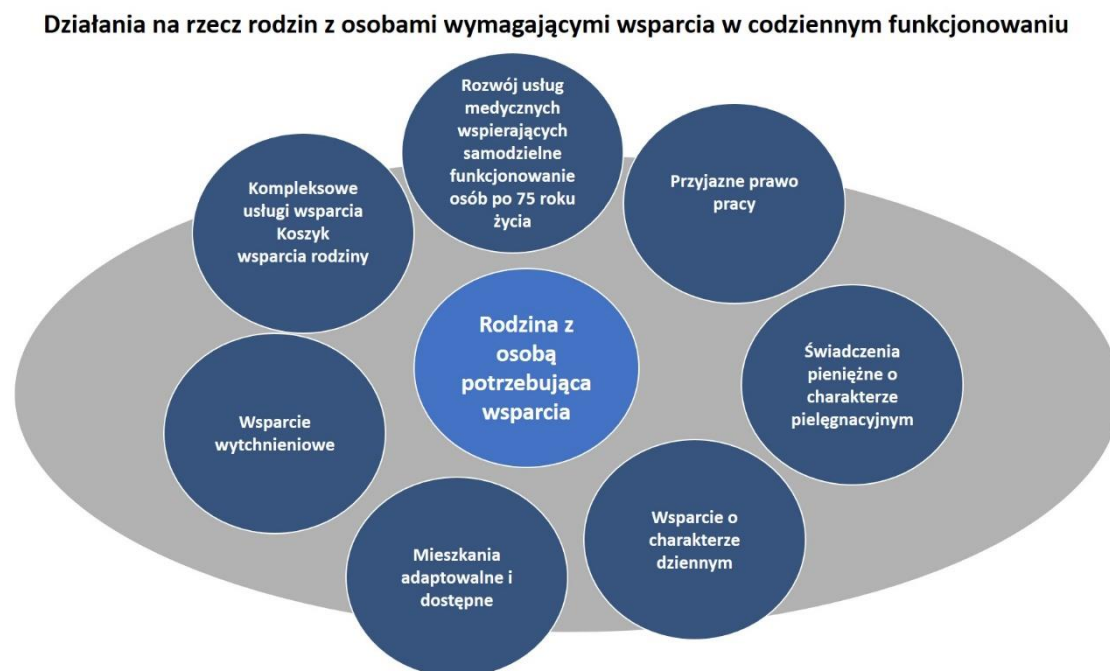 Działania na rzecz rodzin z osobami wymagającymi wsparcia w codziennym funkcjonowaniu
Rozwój usług
medycznych
wspierających
samodzielne
funkcjonowanie
osób po 75 roku
życia
Przyjazne prawo
pracy
Kompleksowe
usługi wsparcia
Koszyk
wsparcia rodziny
Rodzina z
osobą
potrzebująca
wsparcia
Świadczenia
pieniężne o
charakterze
pielęgnacyjnym
Wsparcie
wytchnieniowe
Wsparcie o
charakterze
dziennym
Mieszkania
adaptowalne i
dostępne